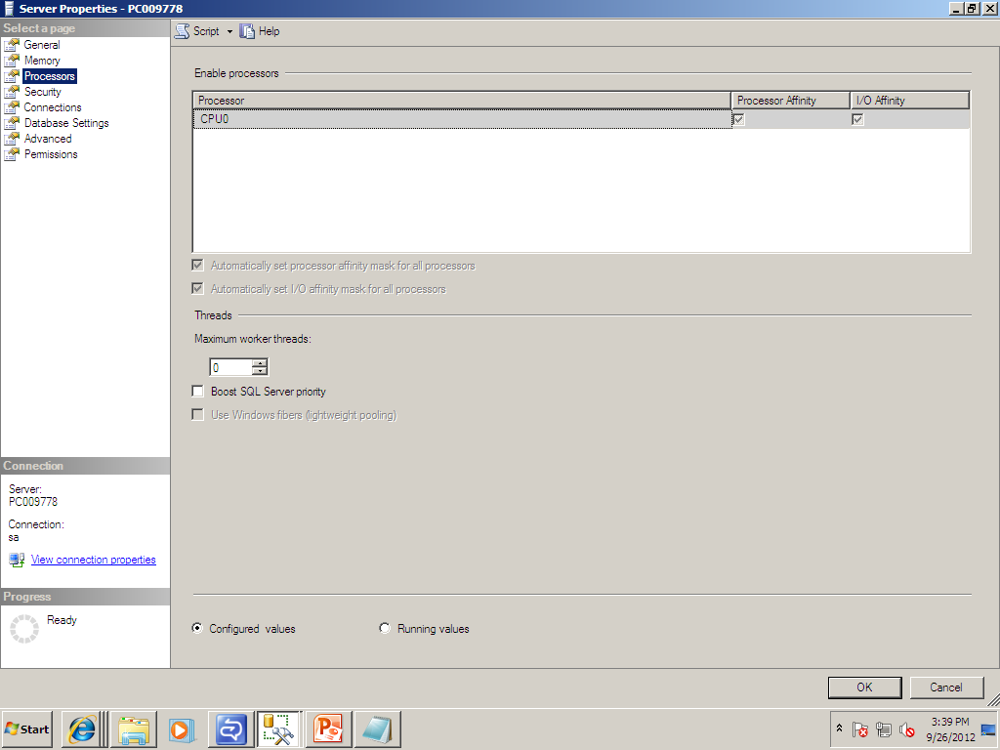 Server Properties - PC009778
Select a page
General
Memory
Processors
Security
Connections
Database Settings
Advanced
Permissions
Script
Help
Enable processors
Processor Processor Affinity I/O Affinity
CPU0
Automatically set processor affinity mask for all processors
Automatically set I/O affinity mask for all processors
Threads
Maximum worker threads:
0
Boost SQL Server priority
Use Windows fibers (lightweight pooling)
Connection
Server:
PC009778
Connection:
sa
View connection properties
Progress
Ready
Configured values Running values
OK Cancel
Start
3:39 PM
9/26/2012